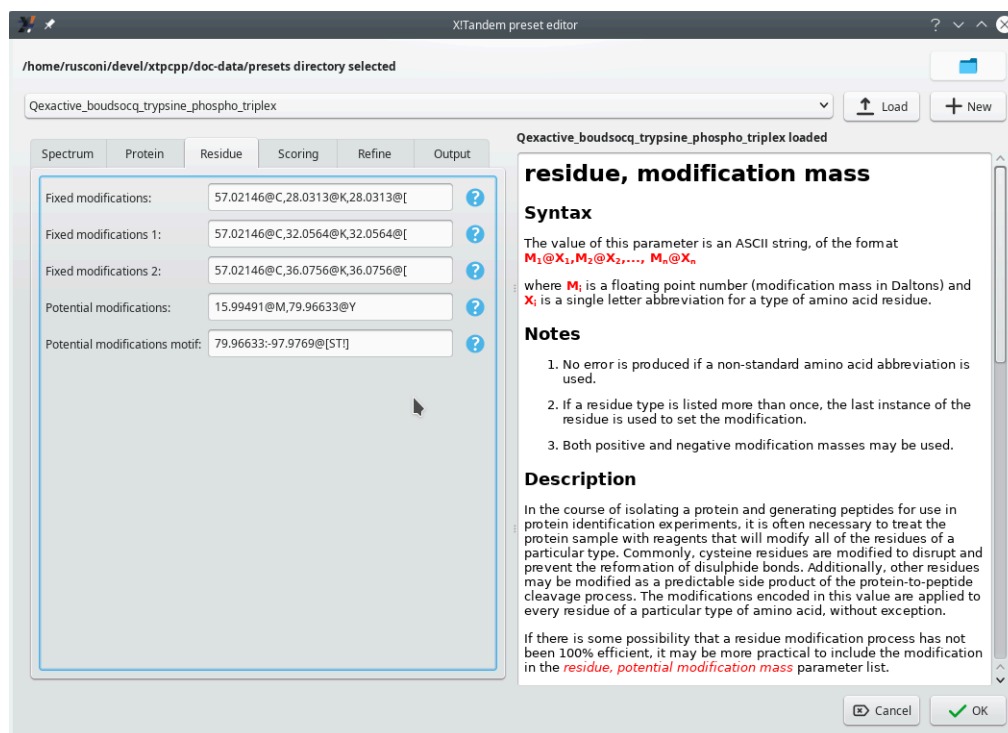 X!Tandem preset editor
/home/rusconi/devel/xtpcpp/doc-data/presets directory selected
Qexactive_boudsocq_trypsine_phospho_triplex
Load
New
Spectrum
Protein
Residue
Scoring
Refine
Output
Fixed modifications:
57.02146@C,28.0313@K,28.0313@[
Fixed modifications 1:
57.02146@C,32.0564@K,32.0564@[
Fixed modifications 2:
57.02146@C,36.0756@K,36.0756@[
Potential modifications:
15.99491@M,79.96633@Y
Potential modifications motif:
79.96633:-97.9769@[ST!]
Qexactive_boudsocq_trypsine_phospho_triplex loaded
residue, modification mass
Syntax
The value of this parameter is an ASCII string, of the format
M1@X1,M2@X2,..., Mn@Xn
where Mi is a floating point number (modification mass in Daltons) and
Xi is a single letter abbreviation for a type of amino acid residue.
Notes
1. No error is produced if a non-standard amino acid abbreviation is
used.
2. If a residue type is listed more than once, the last instance of the
residue is used to set the modification.
3. Both positive and negative modification masses may be used.
Description
In the course of isolating a protein and generating peptides for use in
protein identification experiments, it is often necessary to treat the
protein sample with reagents that will modify all of the residues of a
particular type. Commonly, cysteine residues are modified to disrupt and
prevent the reformation of disulphide bonds. Additionally, other residues
may be modified as a predictable side product of the protein-to-peptide
cleavage process. The modifications encoded in this value are applied to
every residue of a particular type of amino acid, without exception.
If there is some possibility that a residue modification process has not
been 100% efficient, it may be more practical to include the modification
in the residue, potential modification mass parameter list.
Cancel
OK